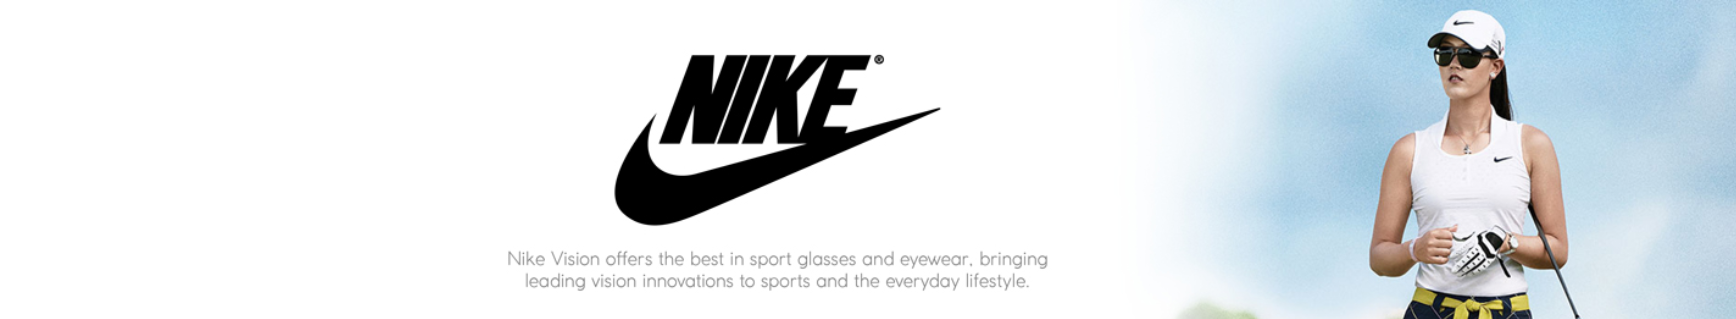 NIKE®
Nike Vision offers the best in sport glasses and eyewear, bringing
leading vision innovations to sports and the everyday lifestyle.